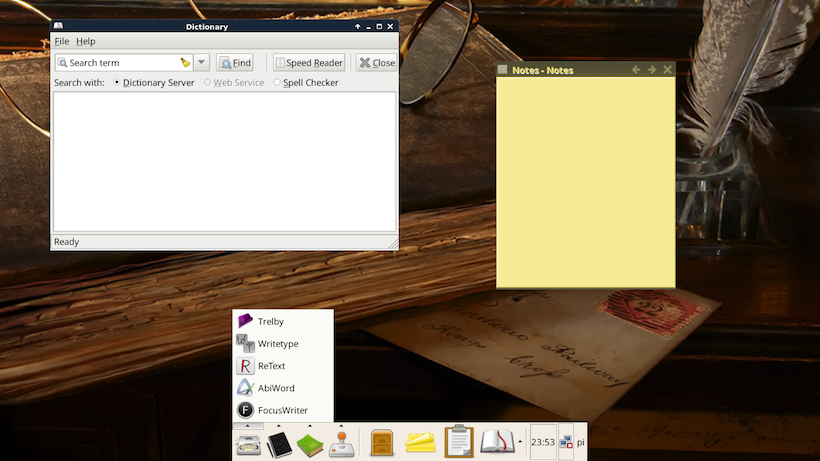 Dictionary
File Help
Search term Find Speed Reader Close
Search with: Dictionary Server Web Service Spell Checker
Ready
Notes - Notes
Trelby
Writetype
ReText
AbiWord
FocusWriter
23:53 pi